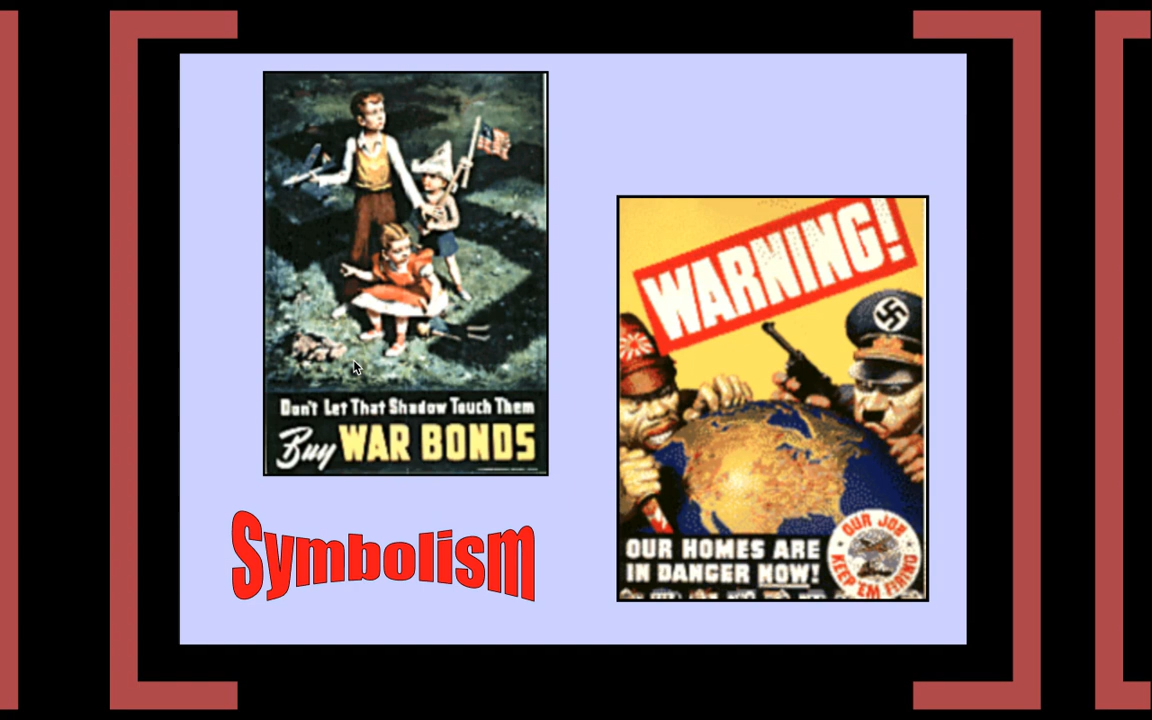 Don't Let That Shadow Touch Them
Buy WAR BONDS
Symbolism
WARNING!
OUR HOMES ARE
IN DANGER NOW!
OUR JOB
KEEP 'EM FIRING